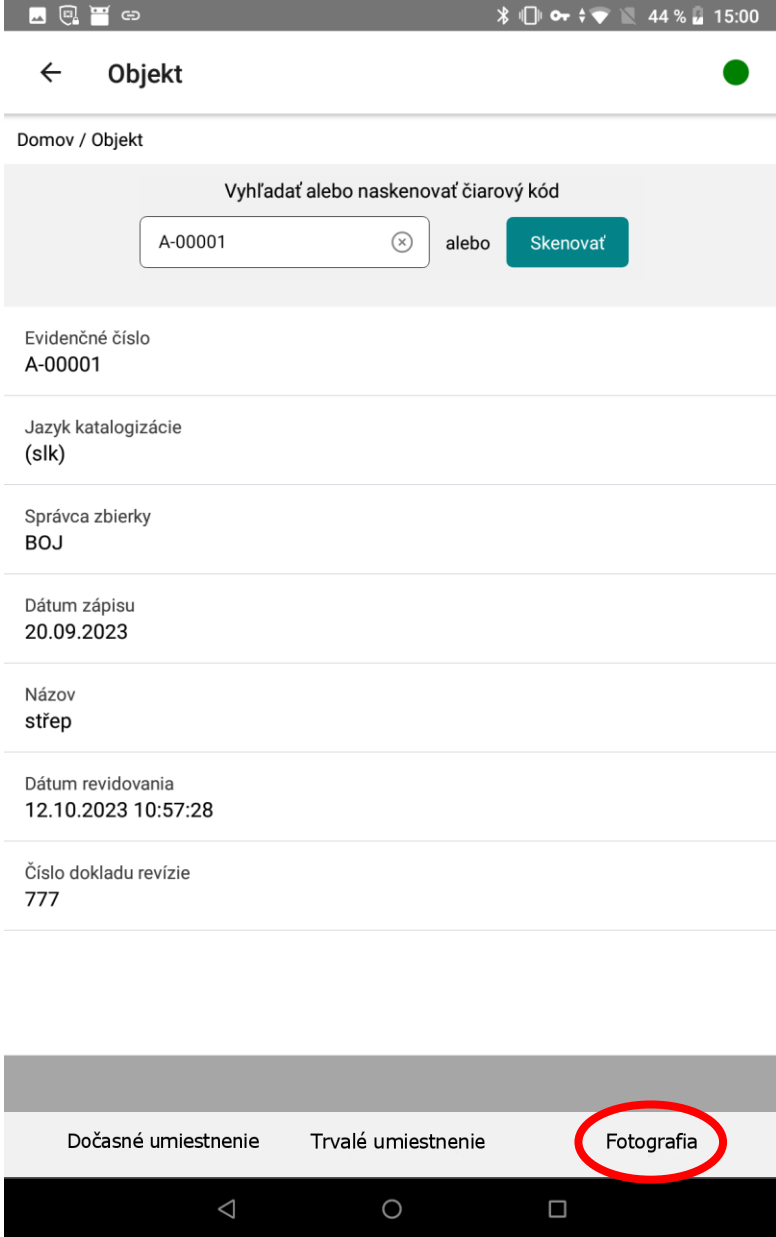 44 % 15:00
Objekt
Domov / Objekt
Vyhľadať alebo naskenovať čiarový kód
A-00001 alebo Skenovať
Evidenčné číslo
A-00001
Jazyk katalogizácie
(slk)
Správca zbierky
BOJ
Dátum zápisu
20.09.2023
Názov
střep
Dátum revidovania
12.10.2023 10:57:28
Číslo dokladu revízie
777
Dočasné umiestnenie Trvalé umiestnenie Fotografia